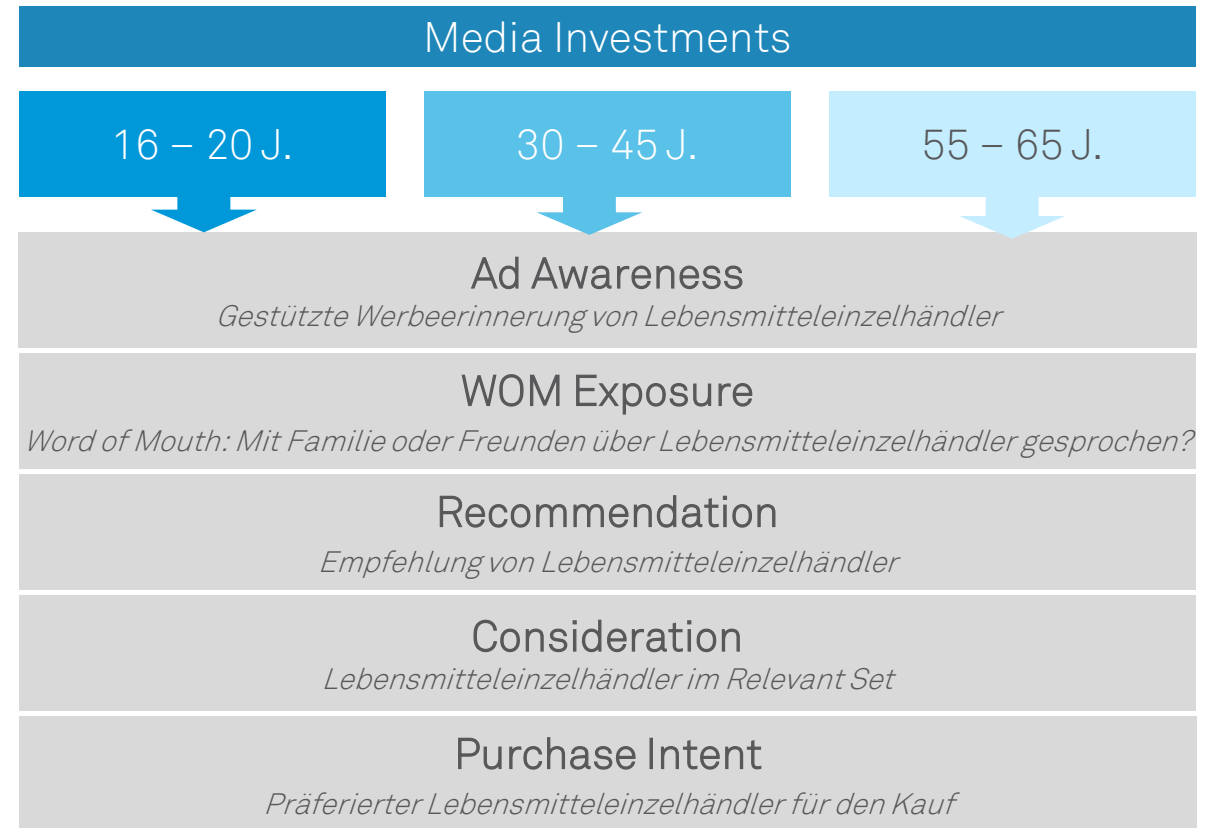 Media Investments
16 – 20 J.
30 – 45 J.
55 – 65 J.
Ad Awareness
Gestützte Werbeerinnerung von Lebensmitteleinzelhändler
WOM Exposure
Word of Mouth: Mit Familie oder Freunden über Lebensmitteleinzelhändler gesprochen?
Recommendation
Empfehlung von Lebensmitteleinzelhändler
Consideration
Lebensmitteleinzelhändler im Relevant Set
Purchase Intent
Präferierter Lebensmitteleinzelhändler für den Kauf